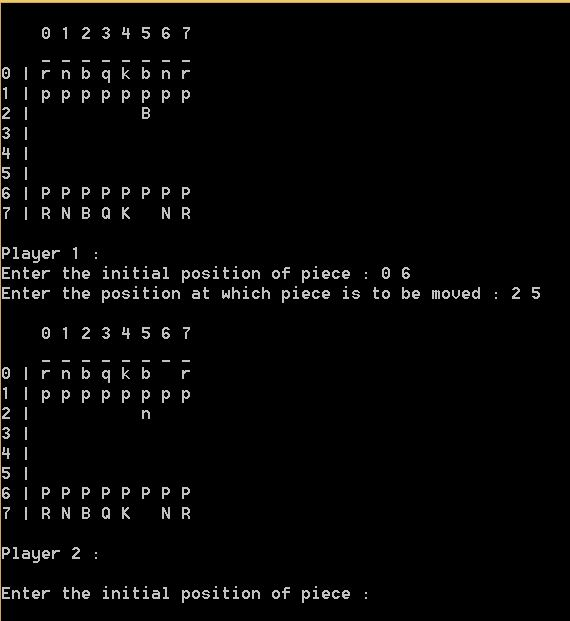 0 1 2 3 4 5 6 7
    _ _ _ _ _ _ _ _
0 | r n b q k b n r
1 | p p p p p p p p
2 |           B
3 |
4 |
5 |
6 | P P P P P P P P
7 | R N B Q K   N R
Player 1 :
Enter the initial position of piece : 0 6
Enter the position at which piece is to be moved : 2 5
    0 1 2 3 4 5 6 7
    _ _ _ _ _ _ _ _
0 | r n b q k b   r
1 | p p p p p p p p
2 |           n
3 |
4 |
5 |
6 | P P P P P P P P
7 | R N B Q K   N R
Player 2 :
Enter the initial position of piece :